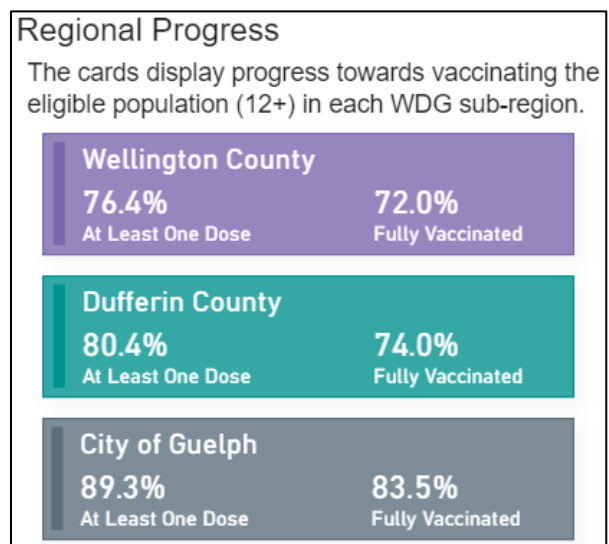 Regional Progress
The cards display progress towards vaccinating the
eligible population (12+) in each WDG sub-region.
Wellington County
76.4% 72.0%
At Least One Dose Fully Vaccinated
Dufferin County
80.4% 74.0%
At Least One Dose Fully Vaccinated
City of Guelph
89.3% 83.5%
At Least One Dose Fully Vaccinated